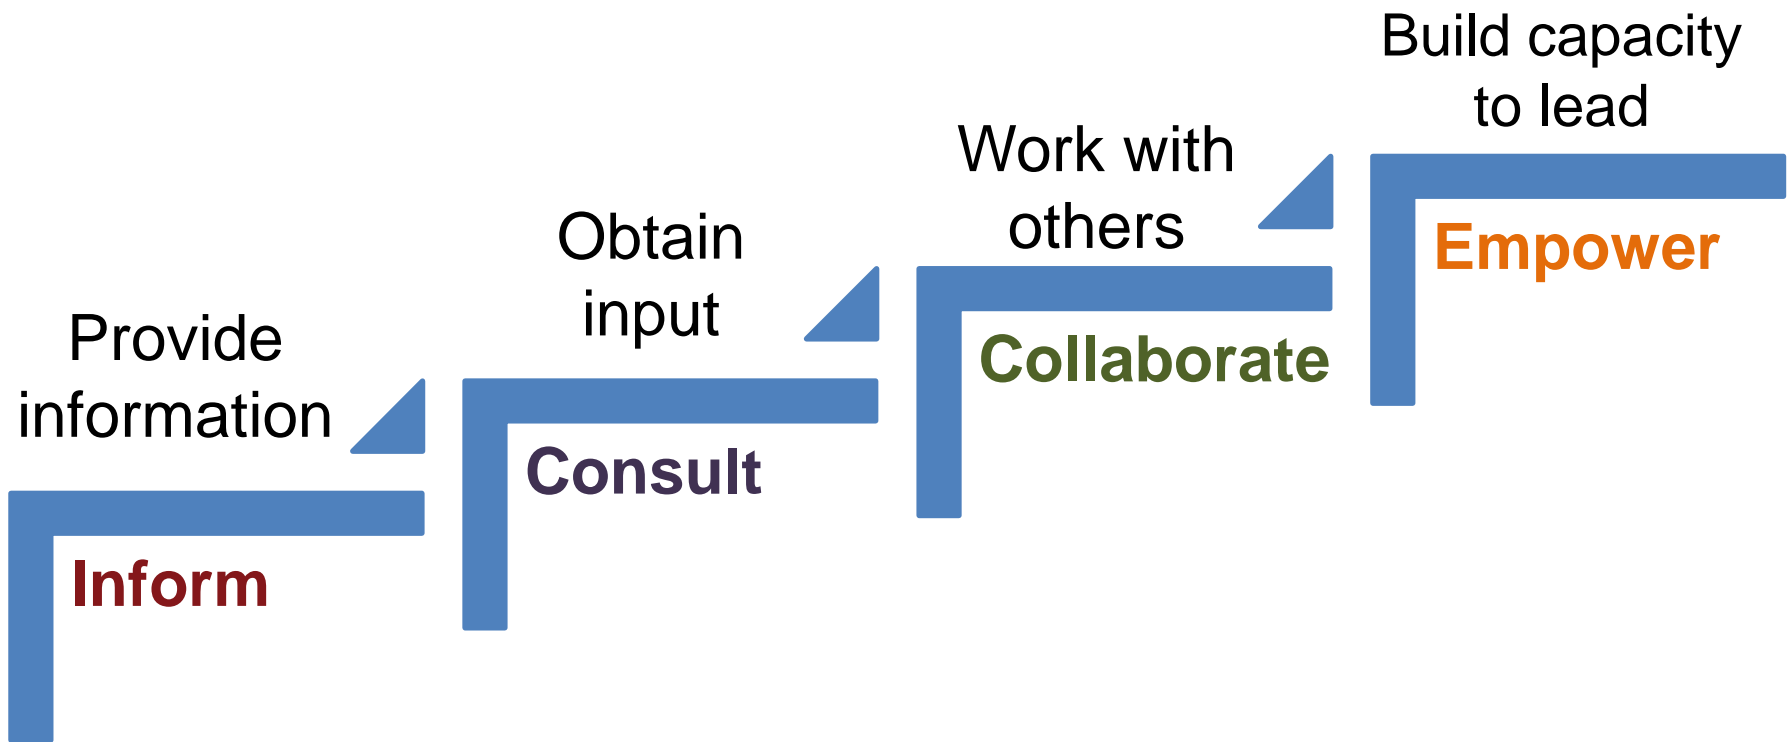 Provide
information
Inform
Obtain
input
Consult
Work with
others
Collaborate
Build capacity
to lead
Empower